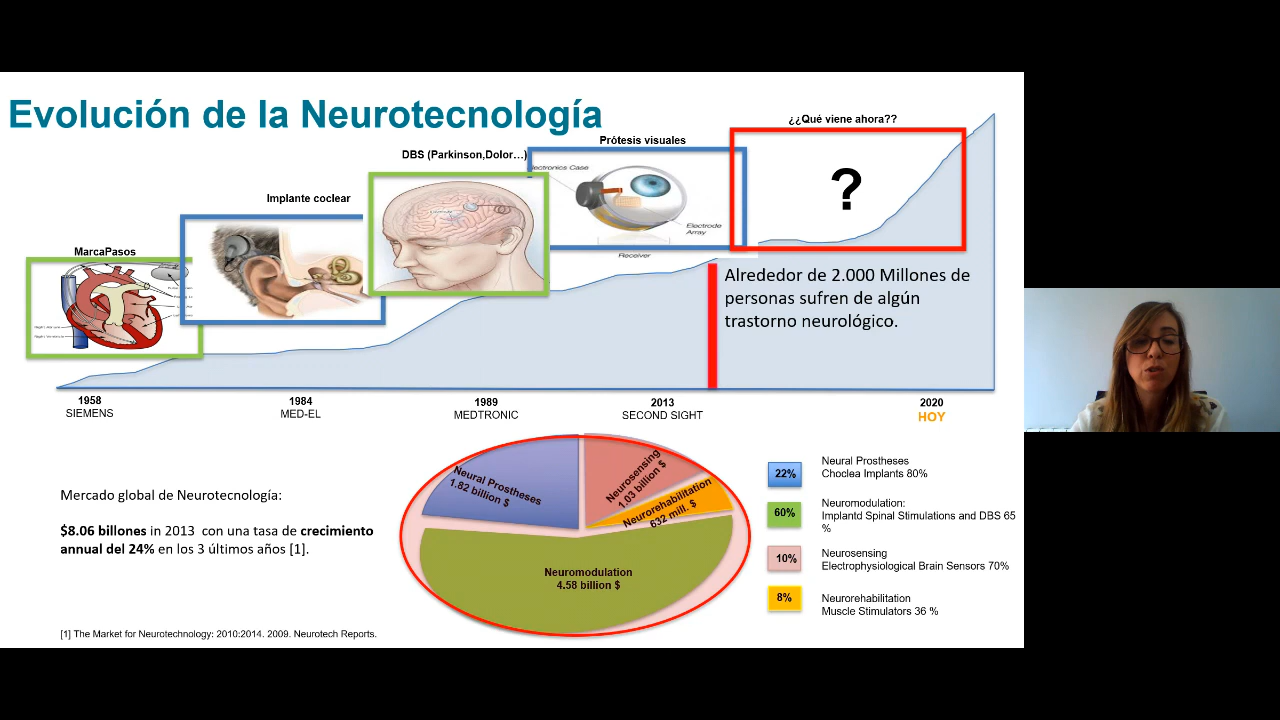 Evolución de la Neurotecnología
¿¿Qué viene ahora??
Prótesis visuales
DBS (Parkinson,Dolor…)
Implante coclear
MarcaPasos
Electrode
Array
Receiver
?
Alrededor de 2.000 Millones de
personas sufren de algún
trastorno neurológico.
1958
SIEMENS
1984
MED-EL
1989
MEDTRONIC
2013
SECOND SIGHT
2020
HOY
Mercado global de Neurotecnología:
$8.06 billones in 2013 con una tasa de crecimiento
annual del 24% en los 3 últimos años [1].
Neural Prostheses
1.82 billion $
Neurosensing
1.03 billion $
Neurorehabilitation
632 mill. $
Neuromodulation
4.58 billion $
22%
Neural Prostheses
Choclea Implants 80%
60%
Neuromodulation:
Implantd Spinal Stimulations and DBS 65
%
10%
Neurosensing
Electrophysiological Brain Sensors 70%
8%
Neurorehabilitation
Muscle Stimulators 36 %
[1] The Market for Neurotechnology: 2010:2014. 2009. Neurotech Reports.